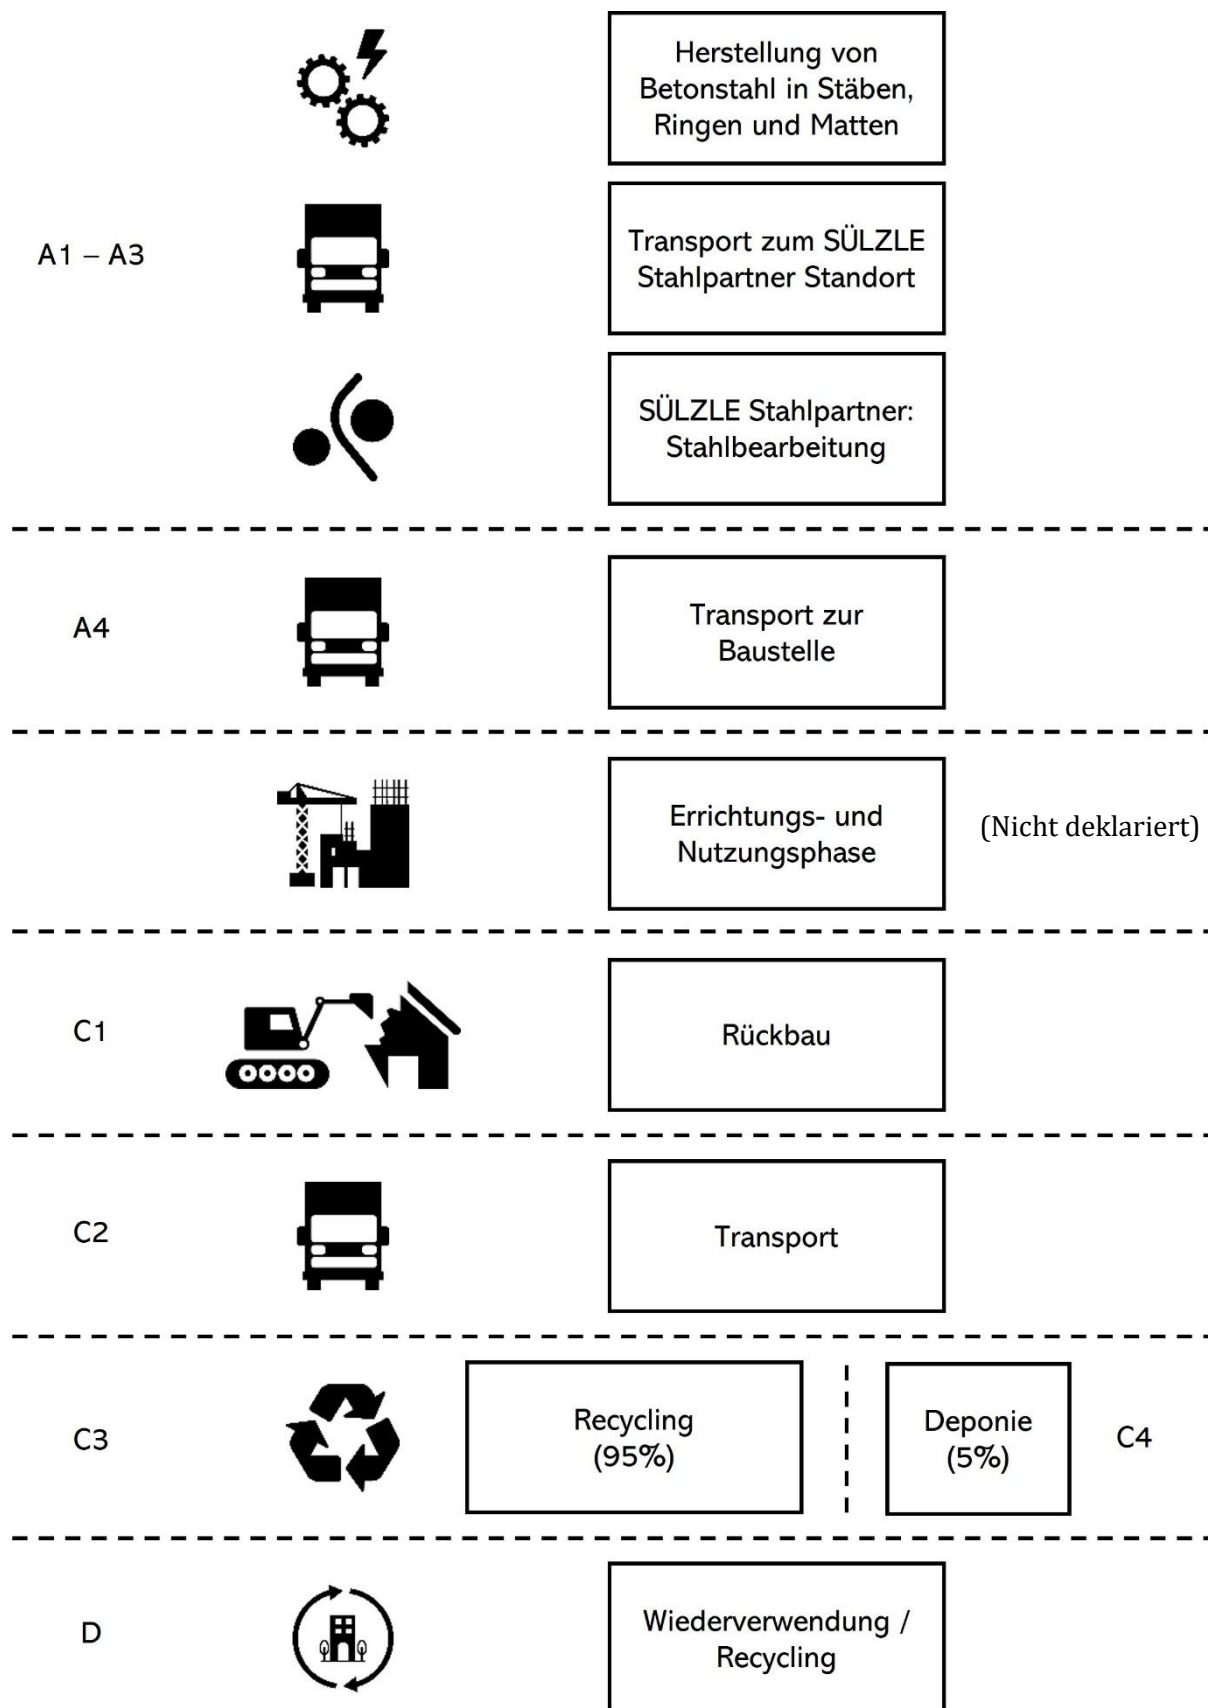 Herstellung von
Betonstahl in Stäben,
Ringen und Matten
A1 – A3
Transport zum SÜLZLE
Stahlpartner Standort
SÜLZLE Stahlpartner:
Stahlbearbeitung
A4
Transport zur
Baustelle
Errichtungs- und
Nutzungsphase
(Nicht deklariert)
C1
Rückbau
C2
Transport
C3
Recycling
(95%)
Deponie
(5%)
C4
D
Wiederverwendung /
Recycling